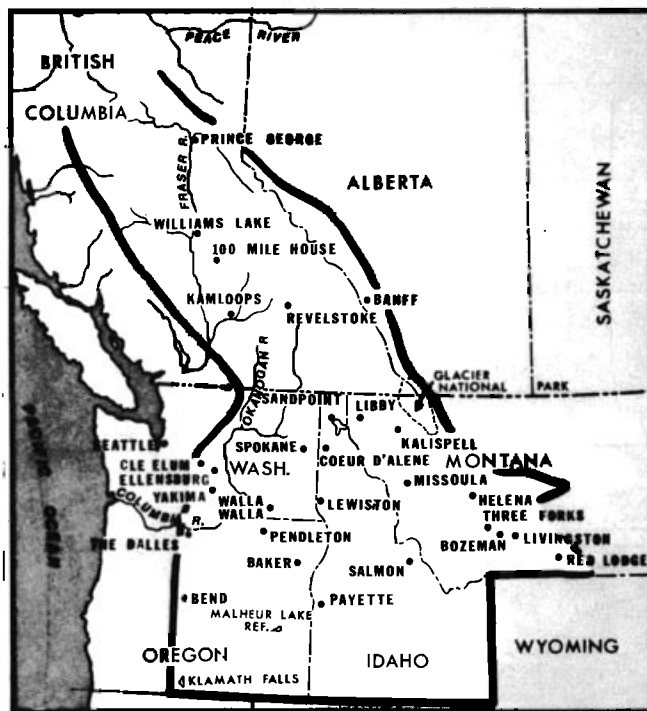 PEACE RIVER
BRITISH
COLUMBIA
PRINCE GEORGE
FRASER R.
ALBERTA
SASKATCHEWAN
WILLIAMS LAKE
100 MILE HOUSE
KAMLOOPS
REVELSTOKE
BANFF
OKANOGAN R
GLACIER
NATIONAL PARK
SANDPOINT
LIBBY
KALISPELL
SEATTLE
SPOKANE
COEUR D'ALENE
MONTANA
CLE ELUM
WASH.
ELLENSBURG
MISSOULA
YAKIMA
HELENA
COLUMBIA R.
WALLA
WALLA
LEWISTON
THREE FORKS
THE DALLES
PENDLETON
BOZEMAN
LIVINGSTON
BAKER
SALMON
RED LODGE
BEND
MALHEUR LAKE
REF.
PAYETTE
PACIFIC OCEAN
OREGON
IDAHO
WYOMING
KLAMATH FALLS